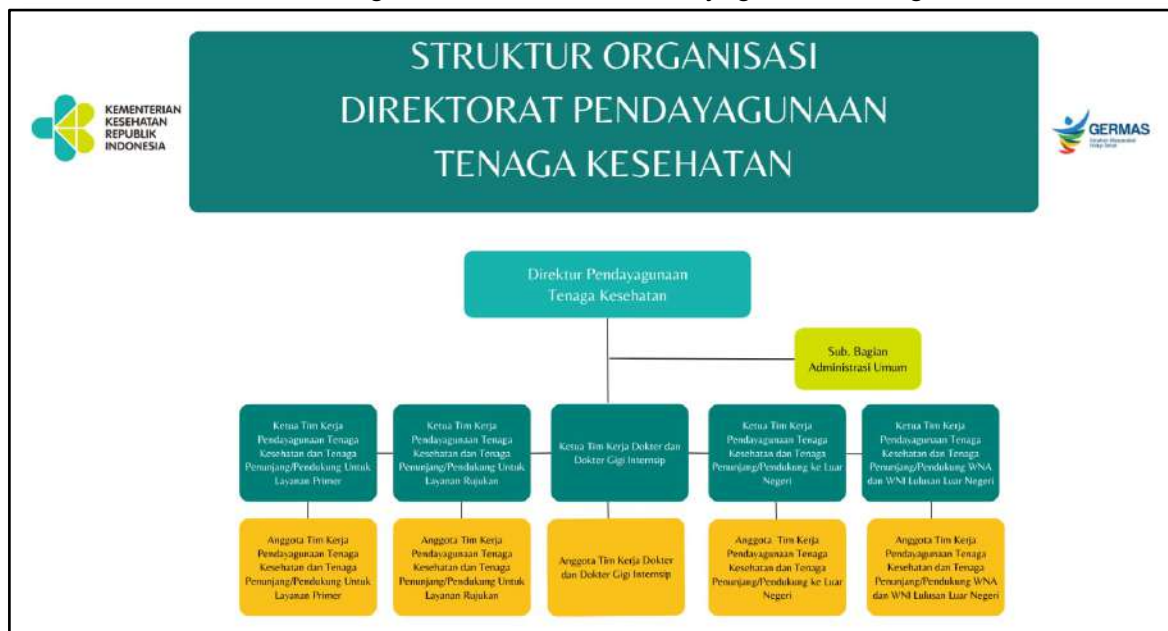 STRUKTUR ORGANISASI
DIREKTORAT PENDAYAGUNAAN
TENAGA KESEHATAN
KEMENTERIAN
KESEHATAN
REPUBLIK
INDONESIA
GERMAS
Direktur Pendayagunaan
Tenaga Kesehatan
Sub. Bagian
Administrasi Umum
Ketua Tim Kerja
Pendayagunaan Tenaga
Kesehatan dan Tenaga
Penunjang/Pendukung Untuk
Layanan Primer
Ketua Tim Kerja
Pendayagunaan Tenaga
Kesehatan dan Tenaga
Penunjang/Pendukung Untuk
Layanan Rujukan
Ketua Tim Kerja Dokter dan
Dokter Gigi Internsip
Ketua Tim Kerja
Pendayagunaan Tenaga
Kesehatan dan Tenaga
Penunjang/Pendukung ke Luar
Negeri
Ketua Tim Kerja
Pendayagunaan Tenaga
Kesehatan dan Tenaga
Penunjang/Pendukung WNA
dan WNI Lulusan Luar Negeri
Anggota Tim Kerja
Pendayagunaan Tenaga
Kesehatan dan Tenaga
Penunjang/Pendukung Untuk
Layanan Primer
Anggota Tim Kerja
Pendayagunaan Tenaga
Kesehatan dan Tenaga
Penunjang/Pendukung Untuk
Layanan Rujukan
Anggota Tim Kerja Dokter
dan Dokter Gigi Internsip
Anggota Tim Kerja
Pendayagunaan Tenaga
Kesehatan dan Tenaga
Penunjang/Pendukung ke Luar
Negeri
Anggota Tim Kerja
Pendayagunaan Tenaga
Kesehatan dan Tenaga
Penunjang/Pendukung WNA
dan WNI Lulusan Luar Negeri